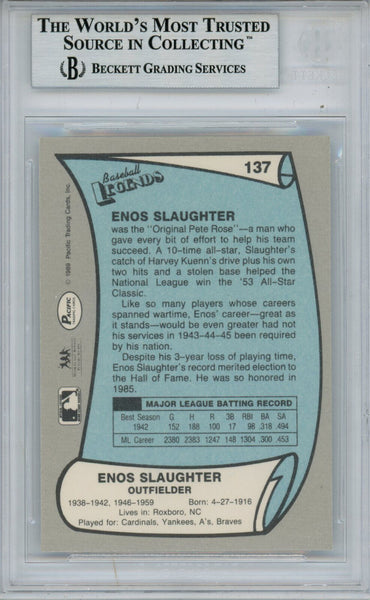 THE WORLD'S MOST TRUSTED
SOURCE IN COLLECTING™
B BECKETT GRADING SERVICES
Baseball
LEGENDS
137
ENOS SLAUGHTER
was the "Original Pete Rose"—a man who
gave every bit of effort to help his team
succeed. A 10-time all-star, Slaughter's
catch of Harvey Kuenn's drive plus his own
two hits and a stolen base helped the
National League win the '53 All-Star
Classic.
Like so many players whose careers
spanned wartime, Enos' career—great as
it stands—would be even greater had not
his services in 1943-44-45 been required
by his nation.
Despite his 3-year loss of playing time,
Enos Slaughter's record merited election to
the Hall of Fame. He was so honored in
1985.
MAJOR LEAGUE BATTING RECORD
Best Season G H R 3B RBI BA SA
1942 152 188 100 17 98 .318 .494
ML Career 2380 2383 1247 148 1304 .300 .453
ENOS SLAUGHTER
OUTFIELDER
1938-1942, 1946-1959 Born: 4-27-1916
Lives in: Roxboro, NC
Played for: Cardinals, Yankees, A's, Braves
© 1989 Pacific Trading Cards, Inc.
PACIFIC